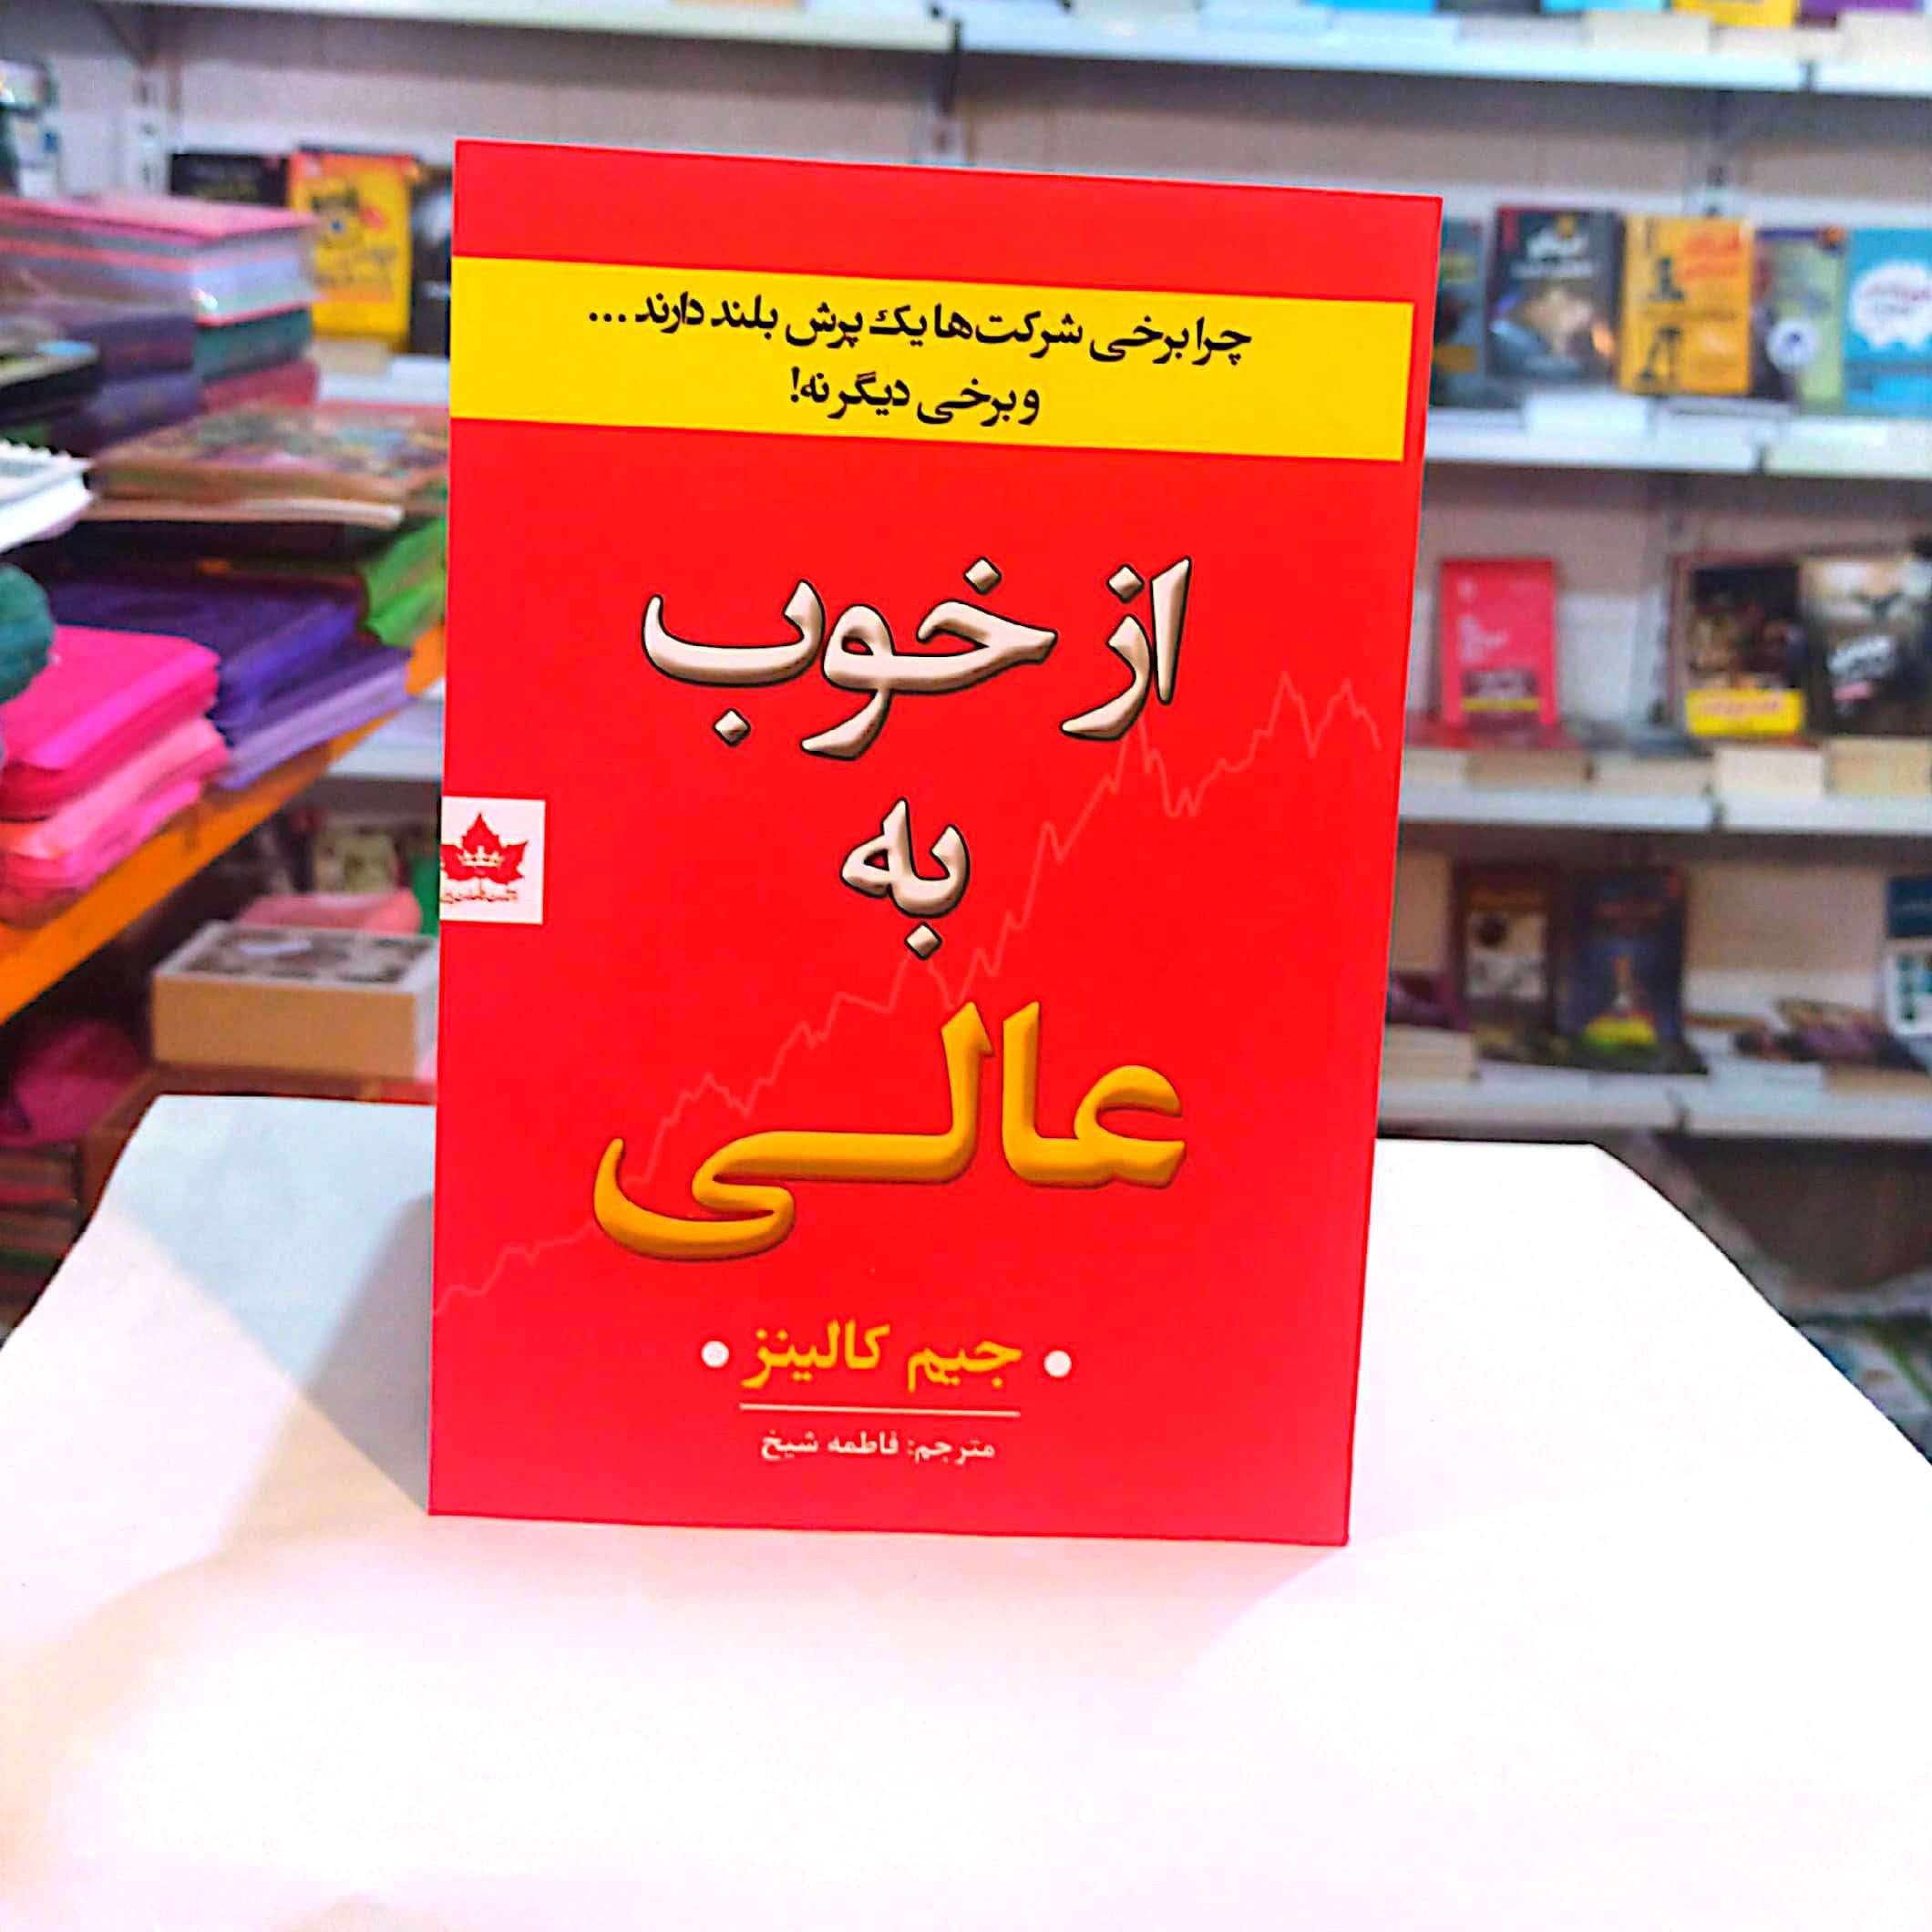 چرا برخی شرکت‌ها یک پرش بلند دارند ...
و برخی دیگر نه!
از خوب
به
عالی
• جیم کالینز •
مترجم: فاطمه شیخ